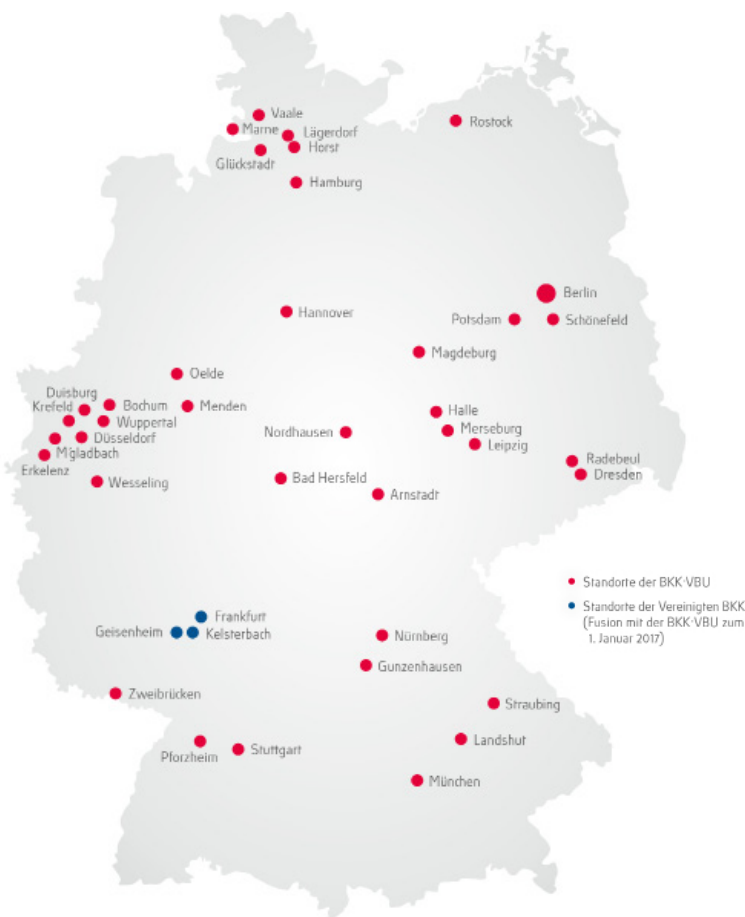 Vaale
Marne
Lägerdorf
Rostock
Horst
Glückstadt
Hamburg
Berlin
Hannover
Potsdam
Schönefeld
Magdeburg
Oelde
Duisburg
Krefeld
Bochum
Menden
Halle
Wuppertal
Nordhausen
Merseburg
Düsseldorf
Leipzig
M'gladbach
Erkelenz
Radebeul
Dresden
Wesseling
Bad Hersfeld
Arnstadt
Standorte der BKK·VBU
Standorte der Vereinigten BKK
(Fusion mit der BKK·VBU zum
1. Januar 2017)
Frankfurt
Geisenheim
Kelsterbach
Nürnberg
Gunzenhausen
Zweibrücken
Straubing
Landshut
Pforzheim
Stuttgart
München